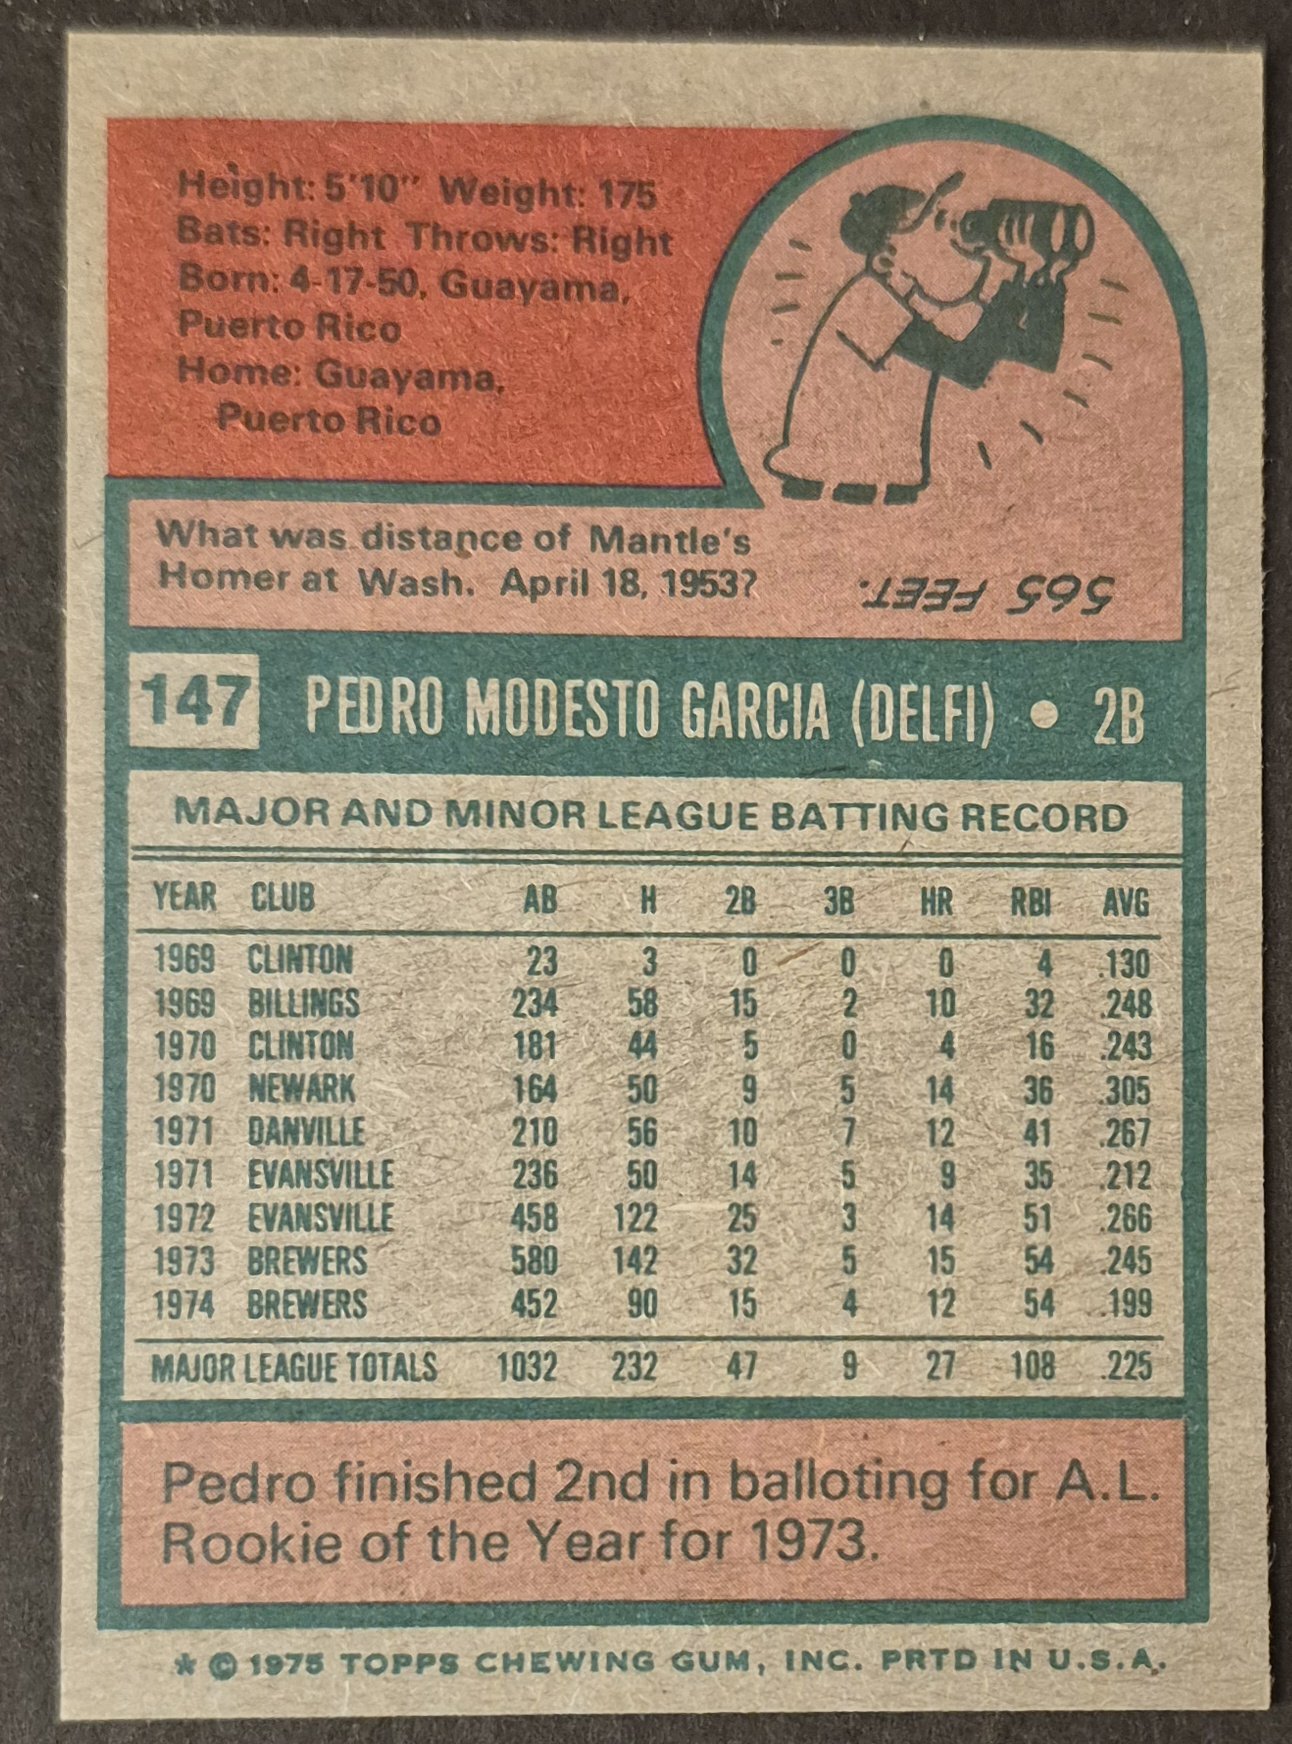 Height: 5'10" Weight: 175
Bats: Right Throws: Right
Born: 4-17-50, Guayama,
Puerto Rico
Home: Guayama,
Puerto Rico
What was distance of Mantle's
Homer at Wash. April 18, 1953?
565 FEET.
147 PEDRO MODESTO GARCIA (DELFI) • 2B
MAJOR AND MINOR LEAGUE BATTING RECORD
YEAR CLUB AB H 2B 3B HR RBI AVG
1969 CLINTON 23 3 0 0 0 4 .130
1969 BILLINGS 234 58 15 2 10 32 .248
1970 CLINTON 181 44 5 0 4 16 .243
1970 NEWARK 164 50 9 5 14 36 .305
1971 DANVILLE 210 56 10 7 12 41 .267
1971 EVANSVILLE 236 50 14 5 9 35 .212
1972 EVANSVILLE 458 122 25 3 14 51 .266
1973 BREWERS 580 142 32 5 15 54 .245
1974 BREWERS 452 90 15 4 12 54 .199
MAJOR LEAGUE TOTALS 1032 232 47 9 27 108 .225
Pedro finished 2nd in balloting for A.L.
Rookie of the Year for 1973.
* © 1975 TOPPS CHEWING GUM, INC. PRTD IN U.S.A.